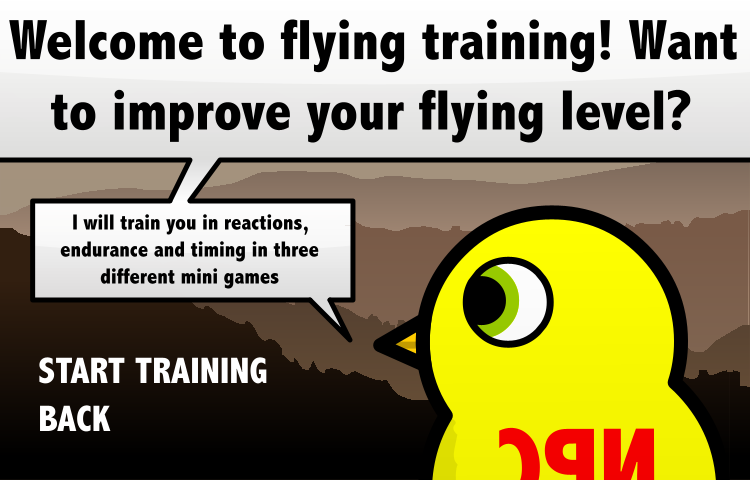 Welcome to flying training! Want
to improve your flying level?
I will train you in reactions,
endurance and timing in three
different mini games
START TRAINING
BACK
NPC